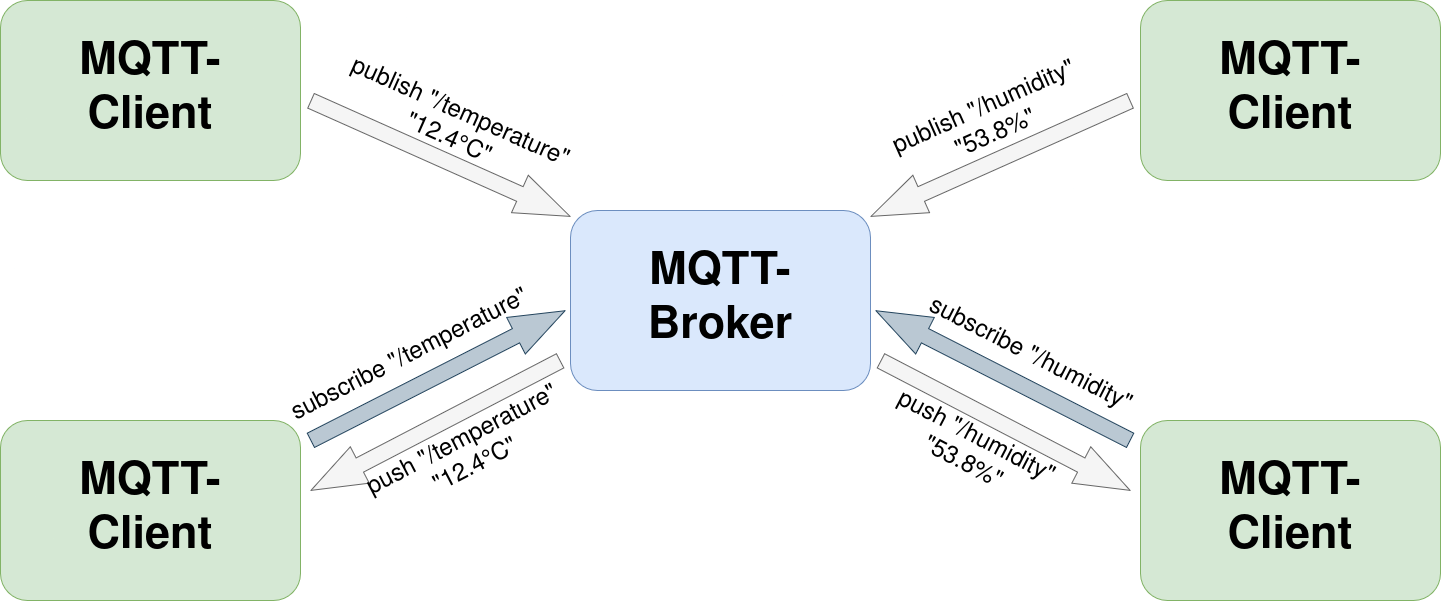 MQTT-
Client
publish "/temperature"
"12.4°C"
publish "/humidity"
"53.8%"
MQTT-
Client
MQTT-
Broker
subscribe "/temperature"
push "/temperature"
"12.4°C"
subscribe "/humidity"
push "/humidity"
"53.8%"
MQTT-
Client
MQTT-
Client